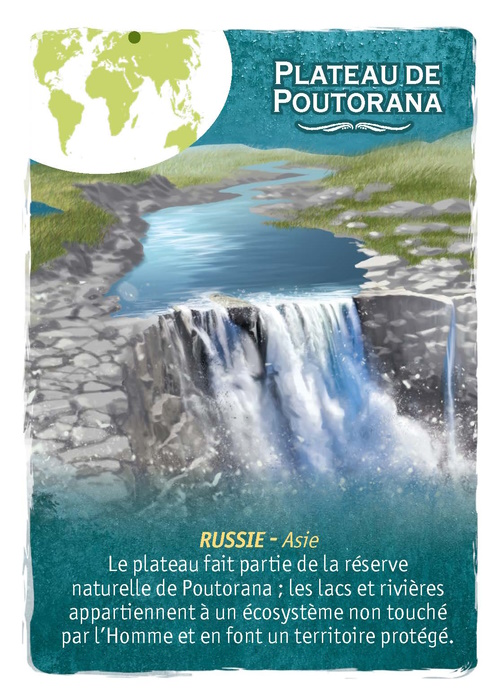 PLATEAU DE
POUTORANA
RUSSIE - Asie
Le plateau fait partie de la réserve
naturelle de Poutorana ; les lacs et rivières
appartiennent à un écosystème non touché
par l'Homme et en font un territoire protégé.